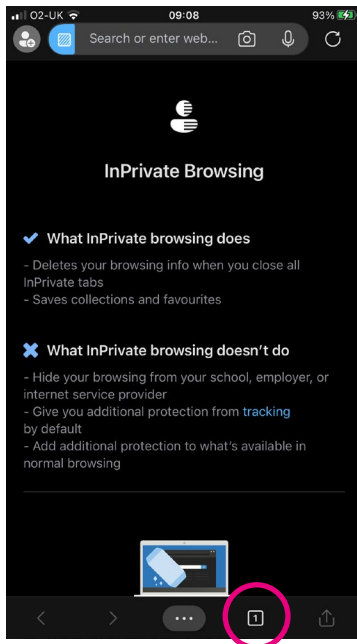 O2-UK 09:08 93%
Search or enter web...
InPrivate Browsing
What InPrivate browsing does
- Deletes your browsing info when you close all
InPrivate tabs
- Saves collections and favourites
What InPrivate browsing doesn't do
- Hide your browsing from your school, employer, or
internet service provider
- Give you additional protection from tracking
by default
- Add additional protection to what's available in
normal browsing
1